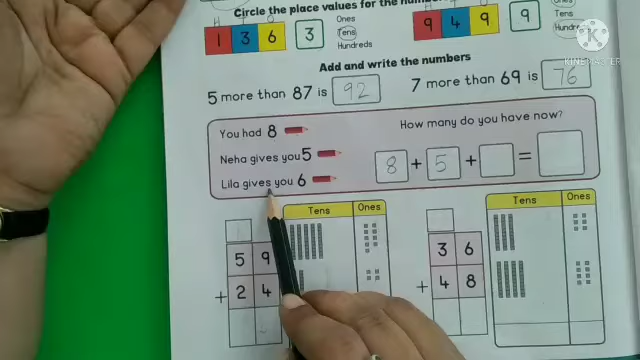 Circle the place values for the
H
1 3 6 3
Ones
Tens
Hundreds
9 4 9 9
Ones
Tens
KINEMASTER
Add and write the numbers
5 more than 87 is 92
7 more than 69 is 76
You had 8
Neha gives you 5
Lila gives you 6
How many do you have now?
8 + 5 + =
Tens Ones
5 9
+ 2 4
Tens Ones
3 6
+ 4 8